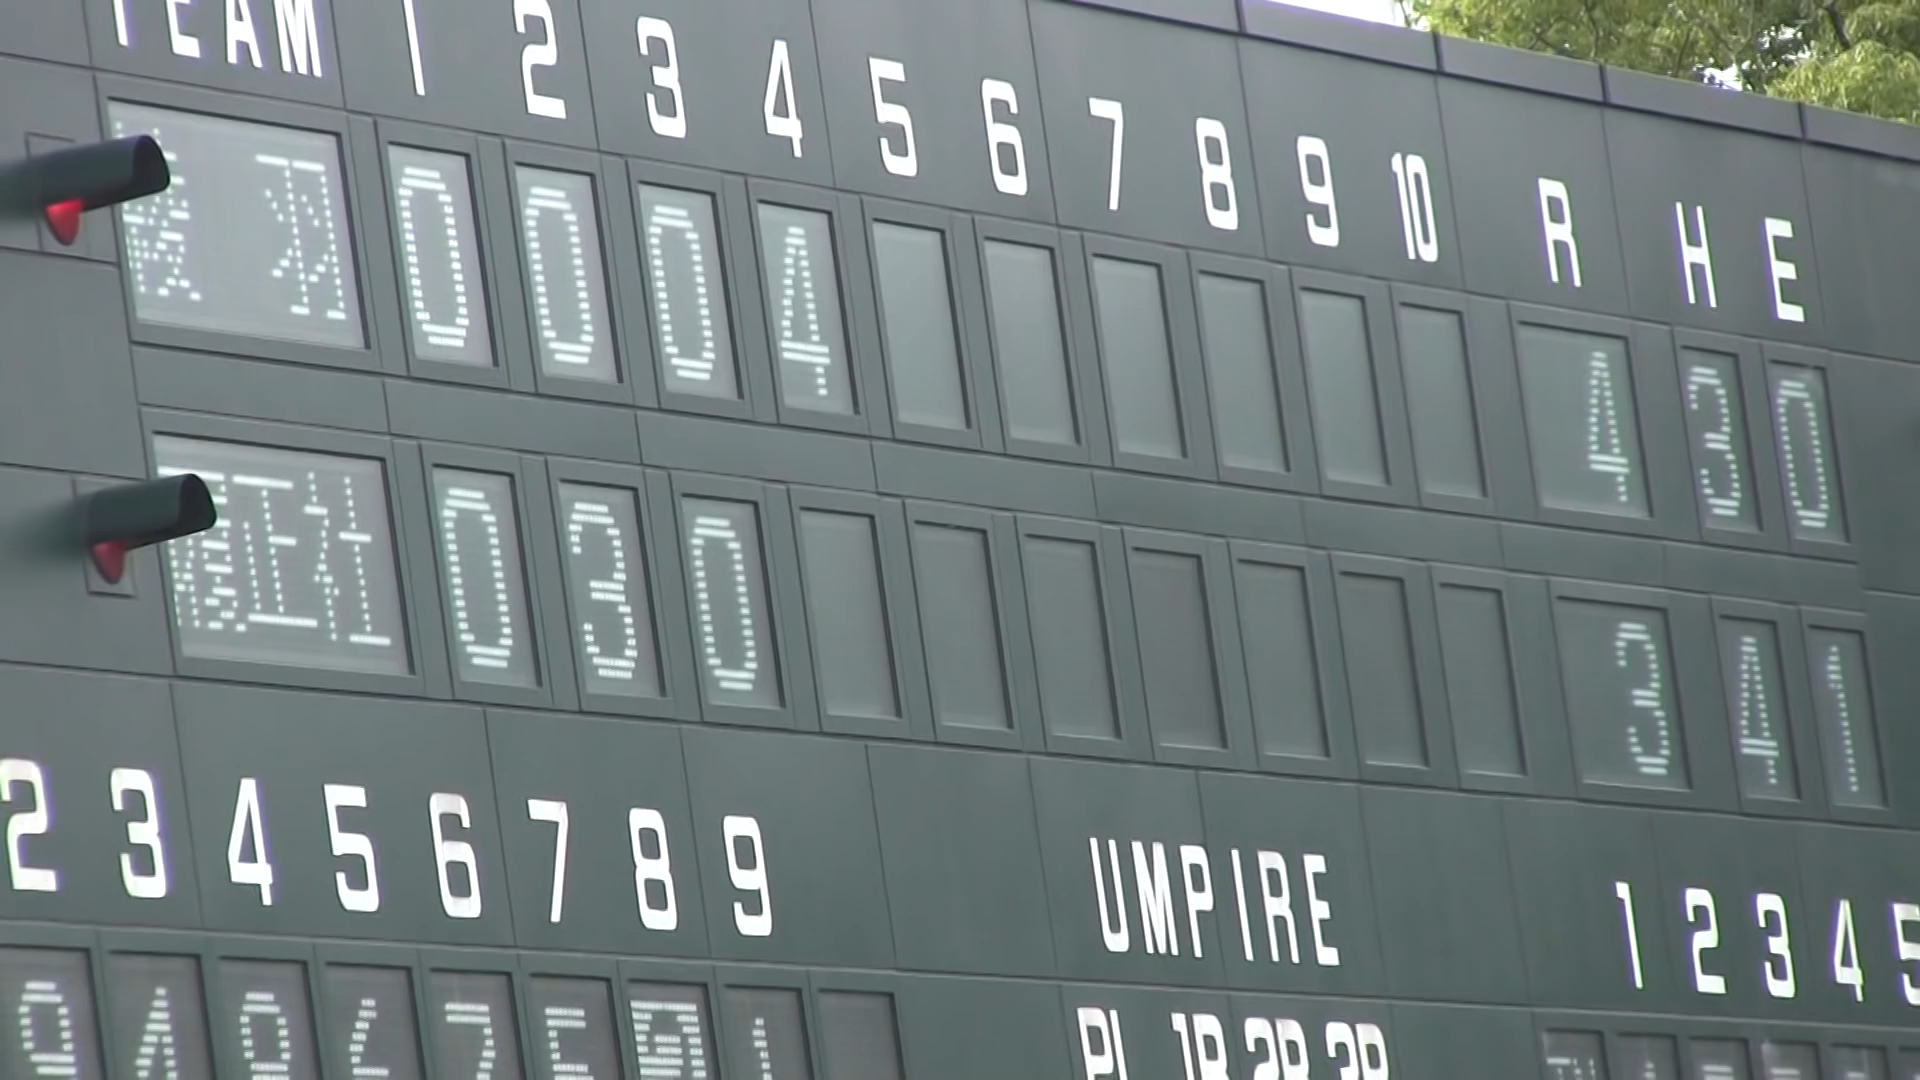 TEAM 1 2 3 4 5 6 7 8 9 10 R H E
0 0 0 4 4 3 0
0 3 0 3 4 1
2 3 4 5 6 7 8 9 UMPIRE 1 2 3 4 5
PL 1B 2B 3B